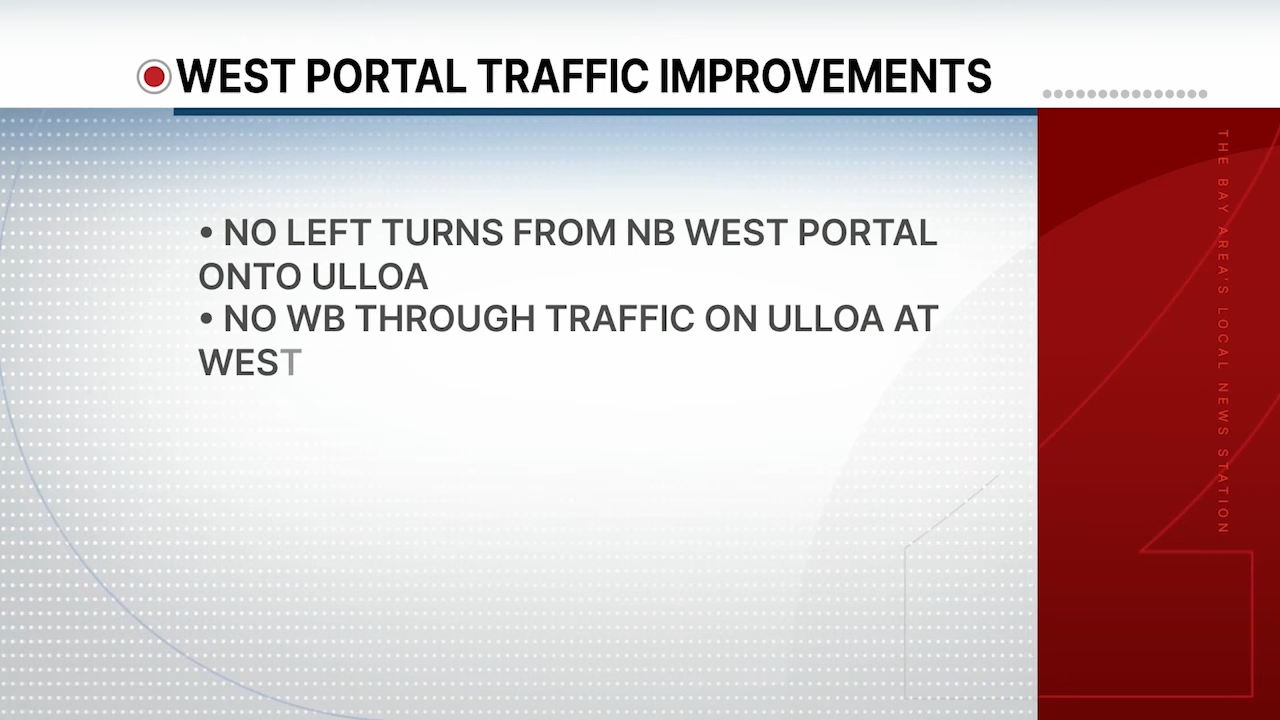 WEST PORTAL TRAFFIC IMPROVEMENTS
• NO LEFT TURNS FROM NB WEST PORTAL
ONTO ULLOA
• NO WB THROUGH TRAFFIC ON ULLOA AT
WEST
THE BAY AREA'S LOCAL NEWS STATION